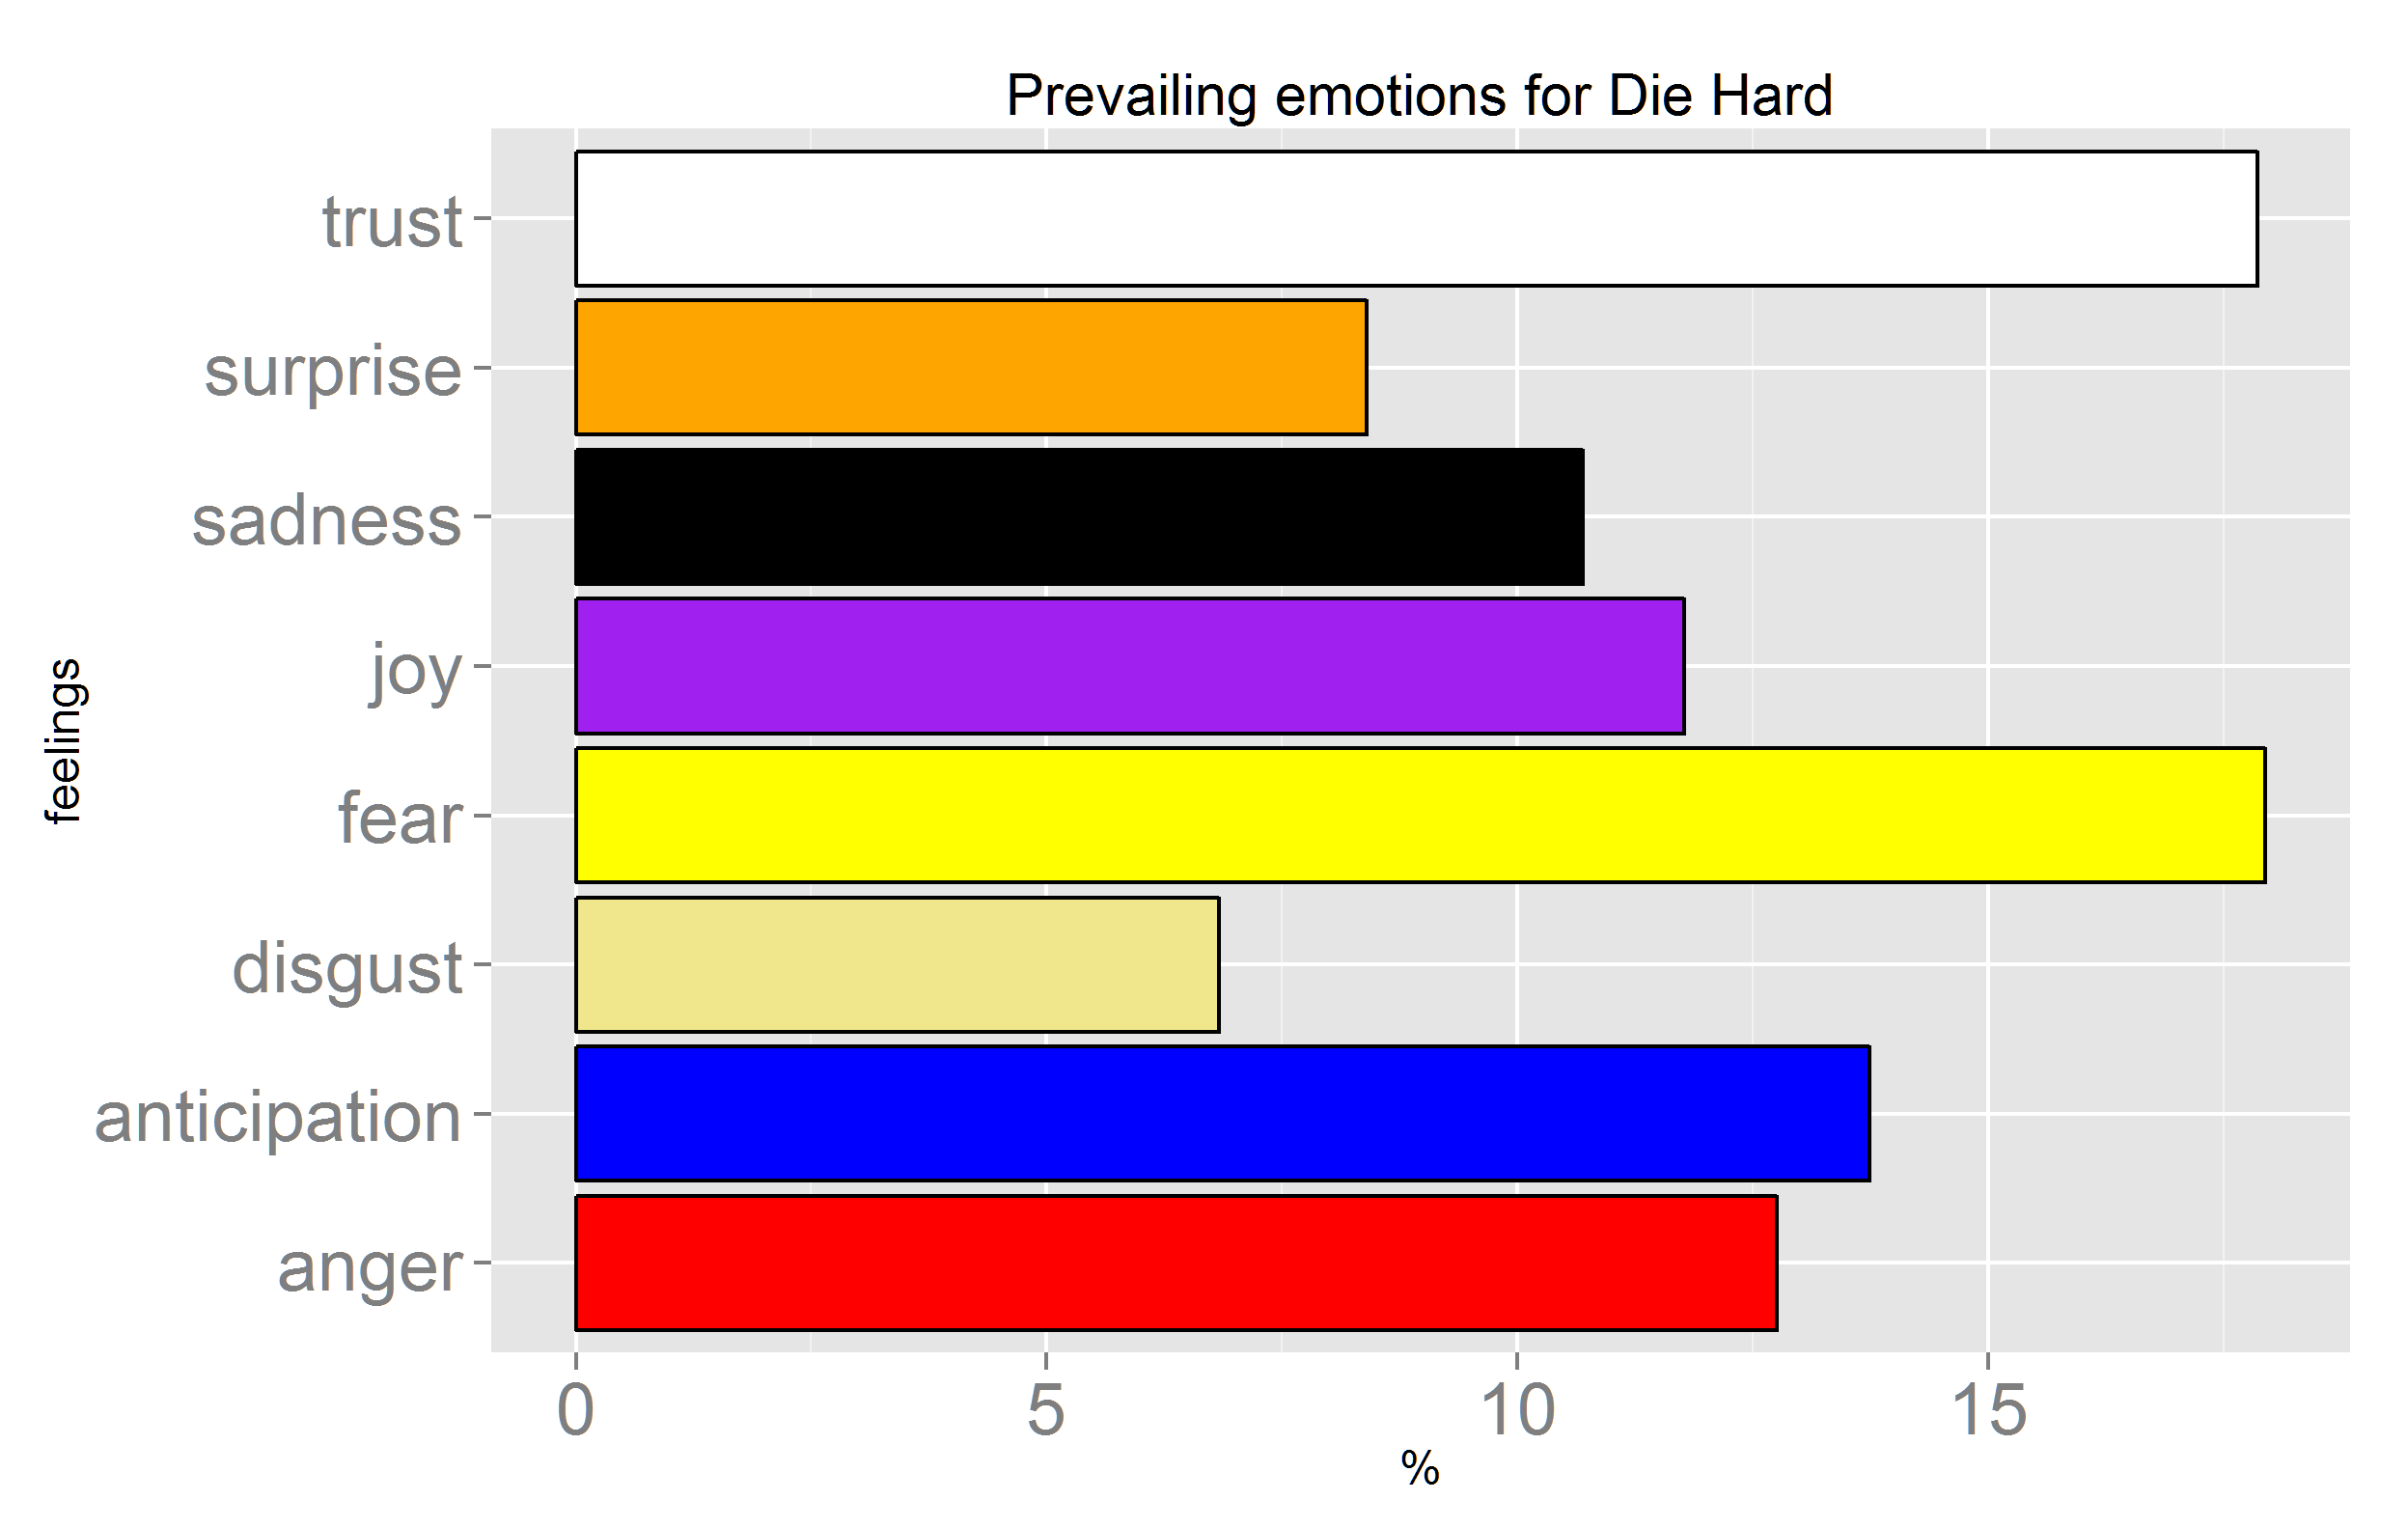 Prevailing emotions for Die Hard
trust
surprise
sadness
joy
fear
disgust
anticipation
anger
feelings
0 5 10 15
%